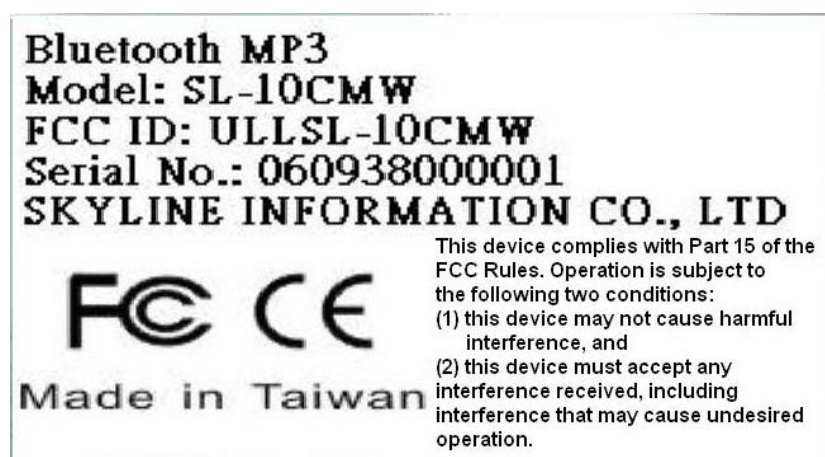 Bluetooth MP3
Model: SL-10CMW
FCC ID: ULLSL-10CMW
Serial No.: 060938000001
SKYLINE INFORMATION CO., LTD
FC CE
Made in Taiwan
This device complies with Part 15 of the
FCC Rules. Operation is subject to
the following two conditions:
(1) this device may not cause harmful
interference, and
(2) this device must accept any
interference received, including
interference that may cause undesired
operation.